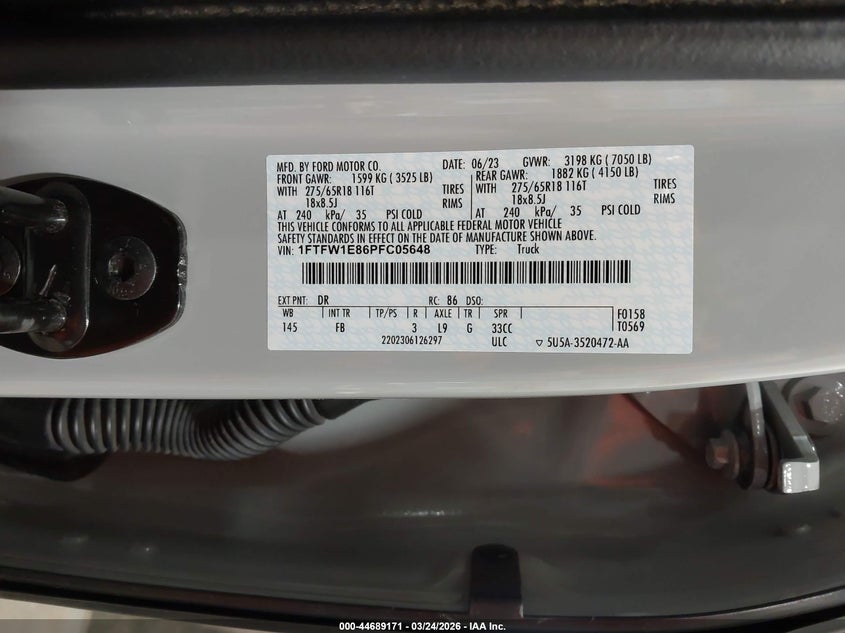 MFD. BY FORD MOTOR CO. DATE: 06/23 GVWR: 3198 KG ( 7050 LB)
FRONT GAWR: 1599 KG ( 3525 LB) REAR GAWR: 1882 KG ( 4150 LB)
WITH 275/65R18 116T TIRES WITH 275/65R18 116T TIRES
18x8.5J RIMS 18x8.5J RIMS
AT 240 kPa/ 35 PSI COLD AT 240 kPa/ 35 PSI COLD
THIS VEHICLE CONFORMS TO ALL APPLICABLE FEDERAL MOTOR VEHICLE
SAFETY STANDARDS IN EFFECT ON THE DATE OF MANUFACTURE SHOWN ABOVE.
VIN: 1FTFW1E86PFC05648 TYPE: Truck
EXT PNT: DR RC: 86 DSO:
WB INT TR TP/PS R AXLE TR SPR F0158
145 FB 3 L9 G 33CC T0569
2202306126297 ULC ▽ 5U5A-3520472-AA
000-44689171 | 03/24/2026 - IAA Inc.